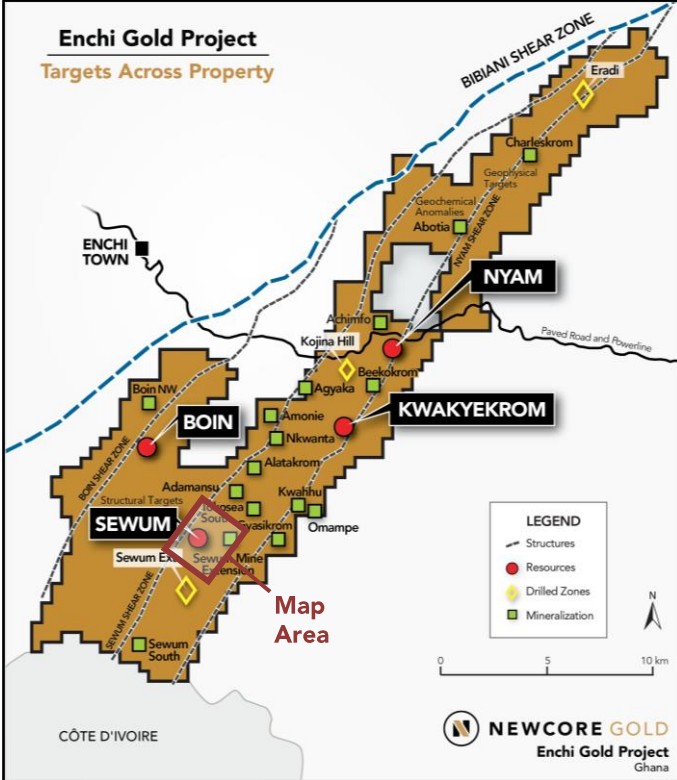 Enchi Gold Project
Targets Across Property
BIBIANI SHEAR ZONE
Eradi
Charleskrom
Geophysical
Targets
Geochemical
Anomalies
Abotia
NYAM SHEAR ZONE
ENCHI
TOWN
NYAM
Achimfo
Paved Road and Powerline
Kojina Hill
Beekokrom
Agyaka
Boin NW
KWAKYEKROM
BOIN
Amonie
Nkwanta
BOIN SHEAR ZONE
Alatakrom
Adamansu
Structural Targets
Kwahhu
Tokosea
South
Omampe
SEWUM
Gyasikrom
Sewum Ext
Sewum Mine
Extension
SEWUM SHEAR ZONE
Map
Area
Sewum
South
LEGEND
Structures
Resources
Drilled Zones
Mineralization
N
0 5 10 km
CÔTE D'IVOIRE
N NEWCORE GOLD
Enchi Gold Project
Ghana